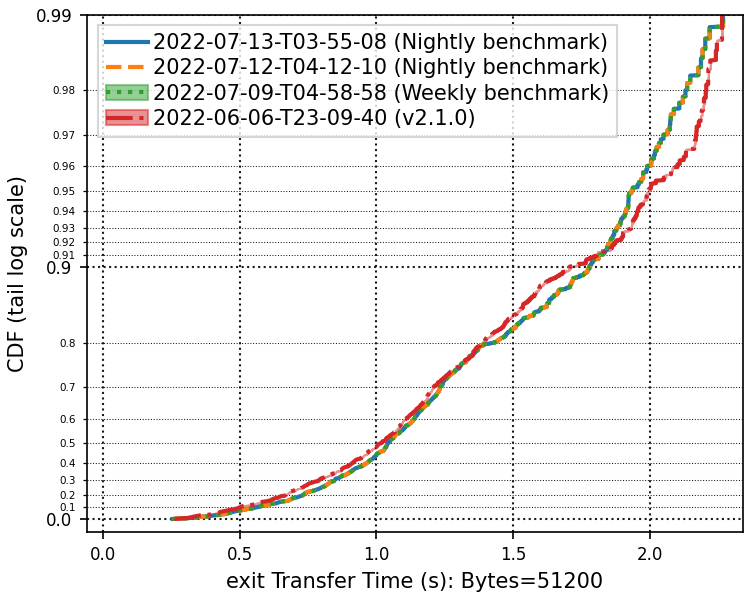 0.99
2022-07-13-T03-55-08 (Nightly benchmark)
2022-07-12-T04-12-10 (Nightly benchmark)
2022-07-09-T04-58-58 (Weekly benchmark)
2022-06-06-T23-09-40 (v2.1.0)
0.98
0.97
0.96
0.95
0.94
0.93
0.92
0.91
0.9
0.8
0.7
0.6
0.5
0.4
0.3
0.2
0.1
0.0
CDF (tail log scale)
0.0 0.5 1.0 1.5 2.0
exit Transfer Time (s): Bytes=51200